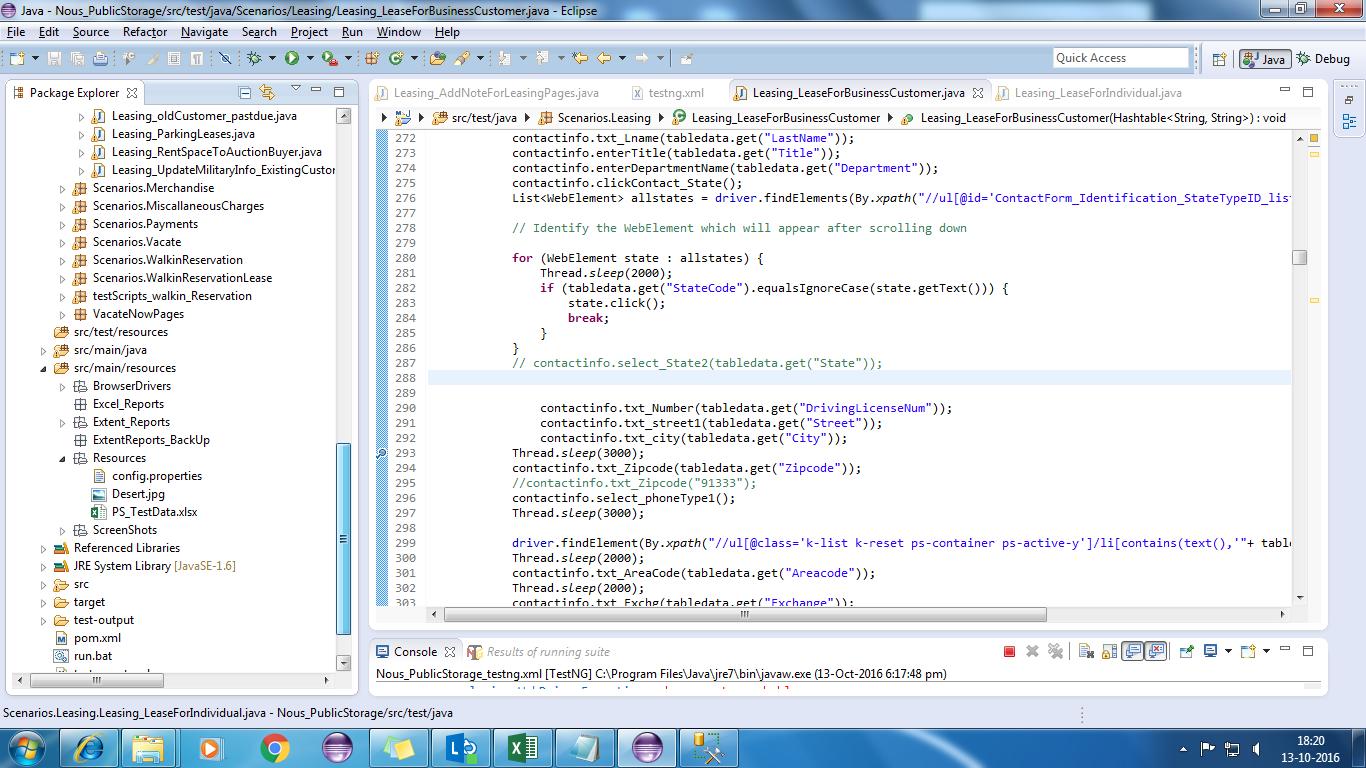 Java - Nous_PublicStorage/src/test/java/Scenarios/Leasing/Leasing_LeaseForBusinessCustomer.java - Eclipse
File Edit Source Refactor Navigate Search Project Run Window Help
Quick Access
Java
Debug
Package Explorer
Leasing_oldCustomer_pastdue.java
Leasing_ParkingLeases.java
Leasing_RentSpaceToAuctionBuyer.java
Leasing_UpdateMilitaryInfo_ExistingCustor
Scenarios.Merchandise
Scenarios.MiscallaneousCharges
Scenarios.Payments
Scenarios.Vacate
Scenarios.WalkinReservation
Scenarios.WalkinReservationLease
testScripts_walkin_Reservation
VacateNowPages
src/test/resources
src/main/java
src/main/resources
BrowserDrivers
Excel_Reports
Extent_Reports
ExtentReports_BackUp
Resources
config.properties
Desert.jpg
PS_TestData.xlsx
ScreenShots
Referenced Libraries
JRE System Library [JavaSE-1.6]
src
target
test-output
pom.xml
run.bat
Leasing_AddNoteForLeasingPages.java
testng.xml
Leasing_LeaseForBusinessCustomer.java
Leasing_LeaseForIndividual.java
src/test/java
Scenarios.Leasing
Leasing_LeaseForBusinessCustomer
Leasing_LeaseForBusinessCustomer(Hashtable<String, String>) : void
272 contactinfo.txt_Lname(tabledata.get("LastName"));
273 contactinfo.enterTitle(tabledata.get("Title"));
274 contactinfo.enterDepartmentName(tabledata.get("Department"));
275 contactinfo.clickContact_State();
276 List<WebElement> allstates = driver.findElements(By.xpath("//ul[@id='ContactForm_Identification_StateTypeID_list
277
278 // Identify the WebElement which will appear after scrolling down
279
280 for (WebElement state : allstates) {
281 Thread.sleep(2000);
282 if (tabledata.get("StateCode").equalsIgnoreCase(state.getText())) {
283 state.click();
284 break;
285 }
286 }
287 // contactinfo.select_State2(tabledata.get("State"));
288
289
290 contactinfo.txt_Number(tabledata.get("DrivingLicenseNum"));
291 contactinfo.txt_street1(tabledata.get("Street"));
292 contactinfo.txt_city(tabledata.get("City"));
293 Thread.sleep(3000);
294 contactinfo.txt_Zipcode(tabledata.get("Zipcode"));
295 //contactinfo.txt_Zipcode("91333");
296 contactinfo.select_phoneType1();
297 Thread.sleep(3000);
298
299 driver.findElement(By.xpath("//ul[@class='k-list k-reset ps-container ps-active-y']/li[contains(text(),'"+ table
300 Thread.sleep(2000);
301 contactinfo.txt_AreaCode(tabledata.get("Areacode"));
302 Thread.sleep(2000);
303 contactinfo.txt_Exchg(tabledata.get("Exchange"));
Console
Results of running suite
Nous_PublicStorage_testng.xml [TestNG] C:\Program Files\Java\jre7\bin\javaw.exe (13-Oct-2016 6:17:48 pm)
Scenarios.Leasing.Leasing_LeaseForIndividual.java - Nous_PublicStorage/src/test/java
18:20
13-10-2016